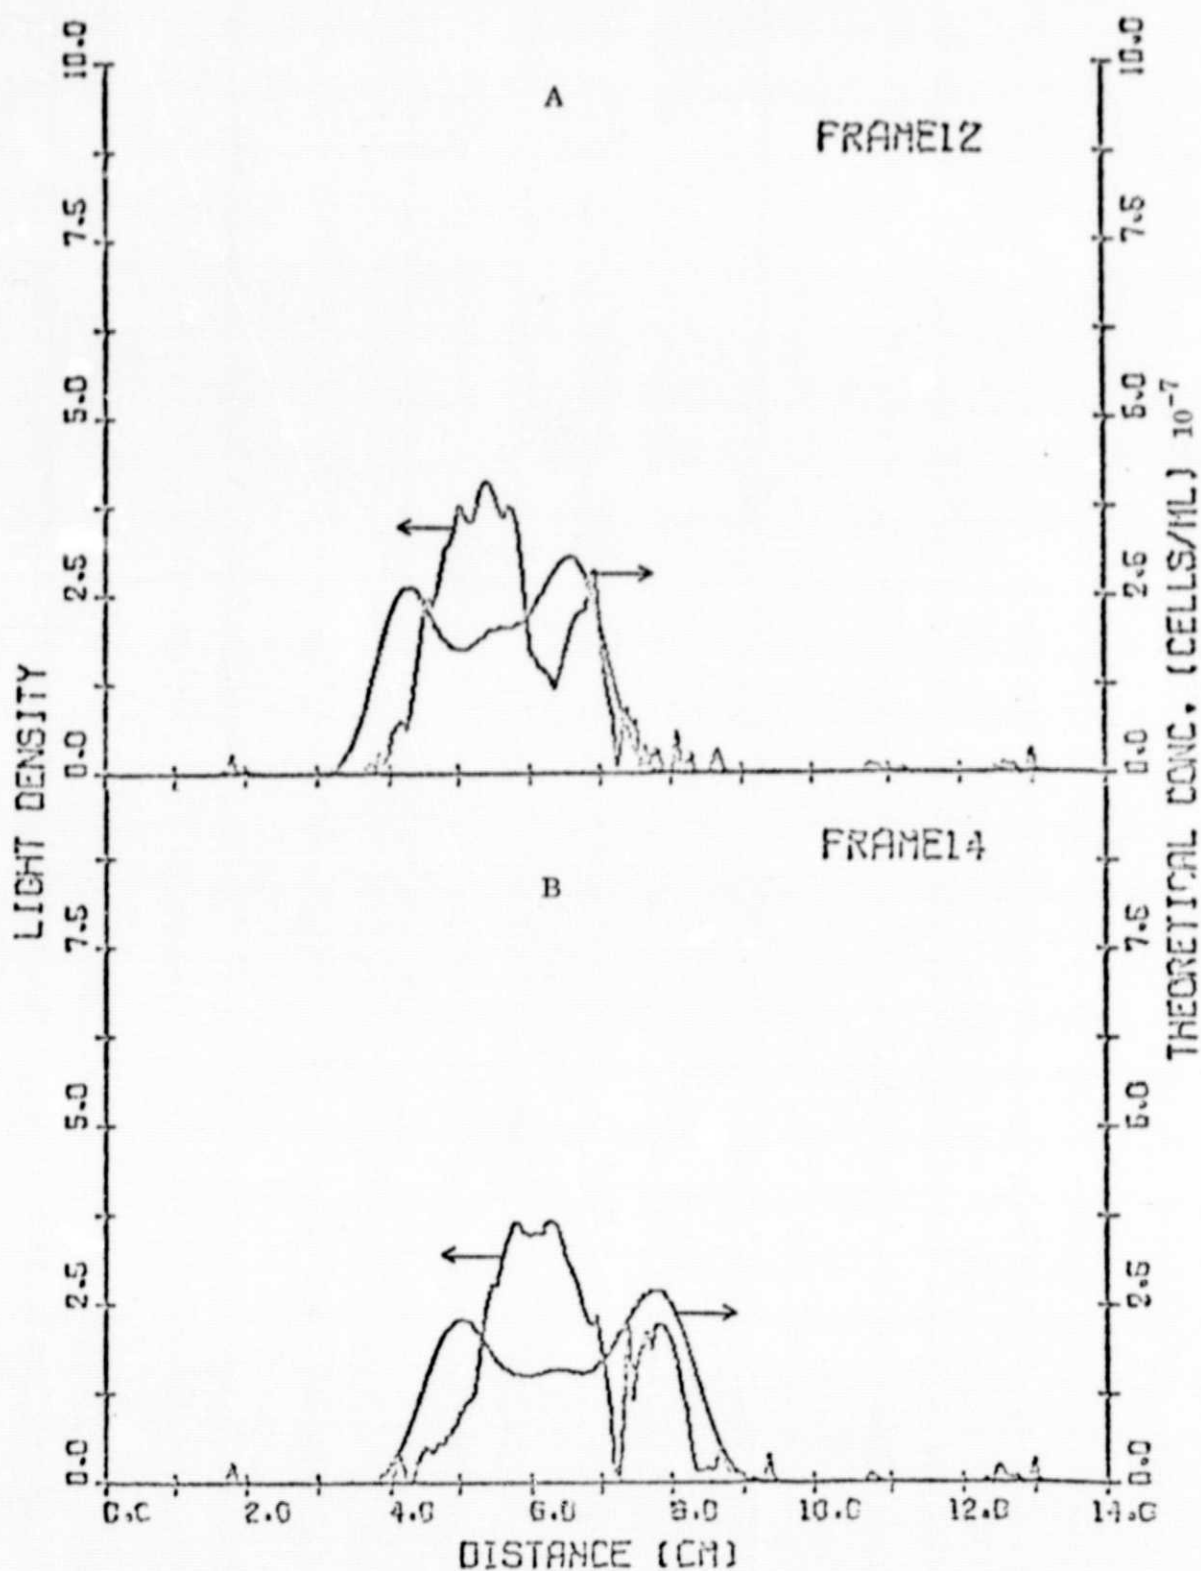 A
FRAME12
10.0
7.5
5.0
2.5
0.0
10.0
7.5
5.0
2.5
0.0
LIGHT DENSITY
THEORETICAL CONC. (CELLS/ML) 10⁻⁷
B
FRAME14
7.5
5.0
2.5
0.0
7.5
5.0
2.5
0.0
0.0 2.0 4.0 6.0 8.0 10.0 12.0 14.0
DISTANCE (CM)